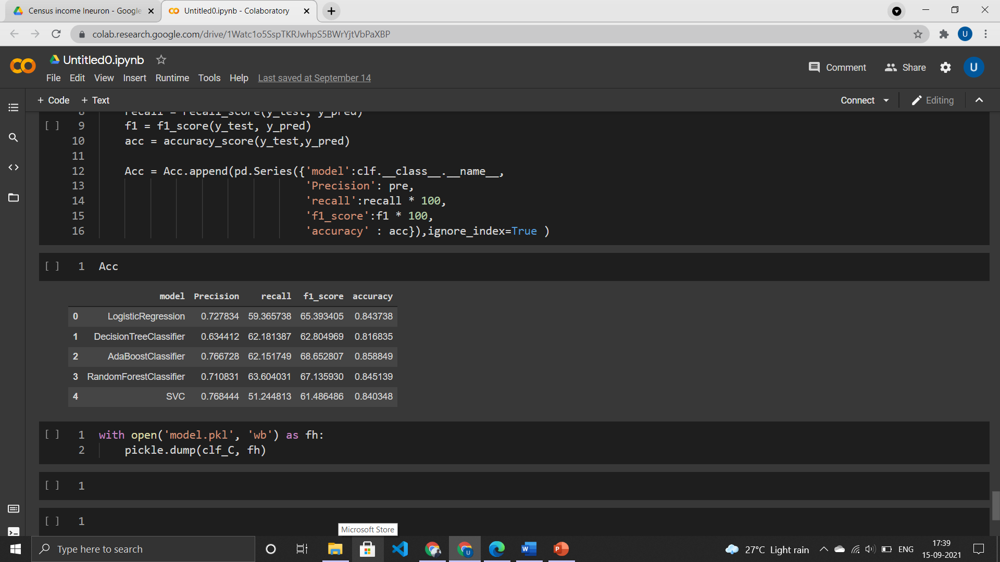 Census income Ineuron - Google
Untitled0.ipynb - Colaboratory
colab.research.google.com/drive/1Watc1o5SspTKRJwhpS5BWrYjtVbPaXBP
U
Untitled0.ipynb
Comment
Share
U
File Edit View Insert Runtime Tools Help Last saved at September 14
+ Code + Text
Connect
Editing
8 recall = recall_score(y_test, y_pred)
[ ] 9 f1 = f1_score(y_test, y_pred)
10 acc = accuracy_score(y_test,y_pred)
11
12 Acc = Acc.append(pd.Series({'model':clf.__class__.__name__,
13 'Precision': pre,
14 'recall':recall * 100,
15 'f1_score':f1 * 100,
16 'accuracy' : acc}),ignore_index=True )
[ ] 1 Acc
model Precision recall f1_score accuracy
0 LogisticRegression 0.727834 59.365738 65.393405 0.843738
1 DecisionTreeClassifier 0.634412 62.181387 62.804969 0.816835
2 AdaBoostClassifier 0.766728 62.151749 68.652807 0.858849
3 RandomForestClassifier 0.710831 63.604031 67.135930 0.845139
4 SVC 0.768444 51.244813 61.486486 0.840348
[ ] 1 with open('model.pkl', 'wb') as fh:
2 pickle.dump(clf_C, fh)
[ ] 1
[ ] 1
Microsoft Store
Type here to search
27°C Light rain
ENG
17:39
15-09-2021